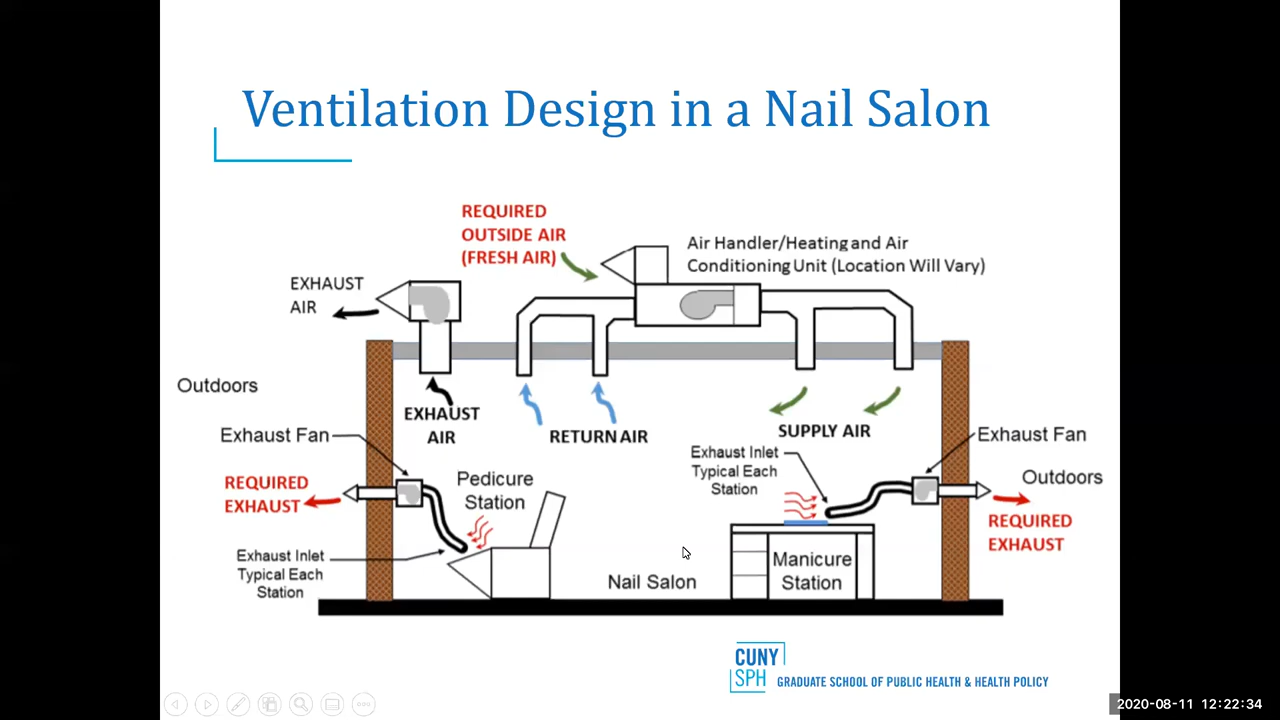 Ventilation Design in a Nail Salon
REQUIRED
OUTSIDE AIR
(FRESH AIR)
Air Handler/Heating and Air
Conditioning Unit (Location Will Vary)
EXHAUST
AIR
Outdoors
EXHAUST
AIR
RETURN AIR
SUPPLY AIR
Exhaust Fan
Exhaust Fan
Exhaust Inlet
Typical Each
Station
Pedicure
Station
Outdoors
REQUIRED
EXHAUST
REQUIRED
EXHAUST
Exhaust Inlet
Typical Each
Station
Nail Salon
Manicure
Station
CUNY
SPH
GRADUATE SCHOOL OF PUBLIC HEALTH & HEALTH POLICY
2020-08-11 12:22:34